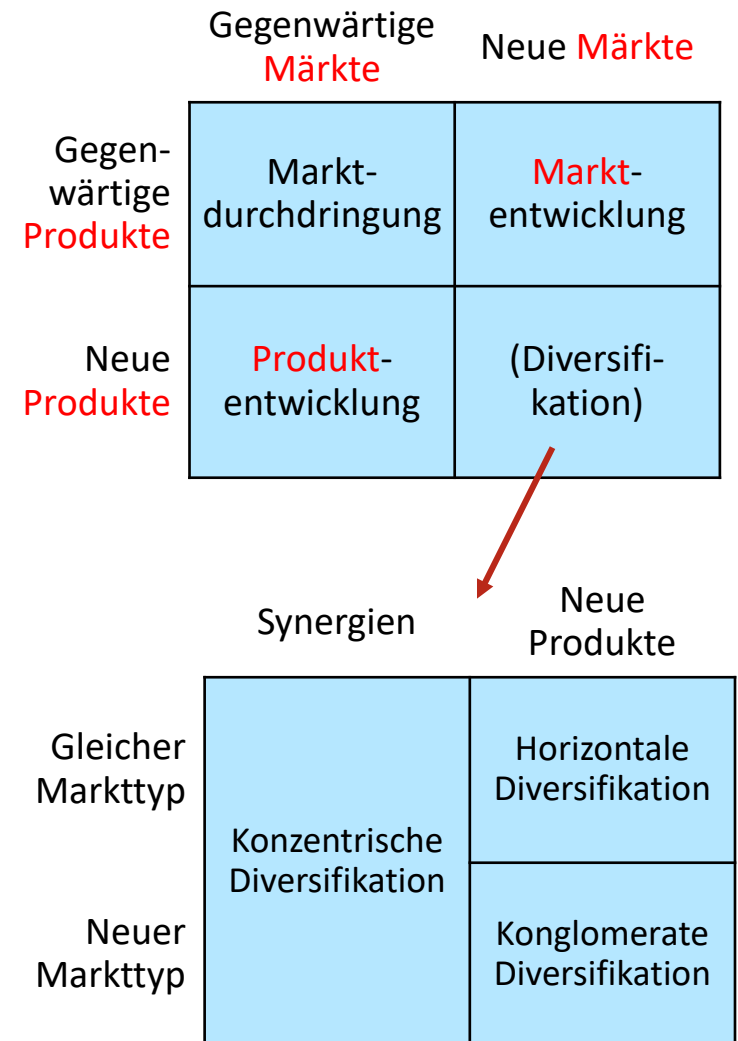 Gegenwärtige
Märkte
Neue Märkte
Gegen-
wärtige
Produkte
Markt-
durchdringung
Markt-
entwicklung
Neue
Produkte
Produkt-
entwicklung
(Diversifi-
kation)
Synergien
Neue
Produkte
Gleicher
Markttyp
Konzentrische
Diversifikation
Horizontale
Diversifikation
Neuer
Markttyp
Konglomerate
Diversifikation